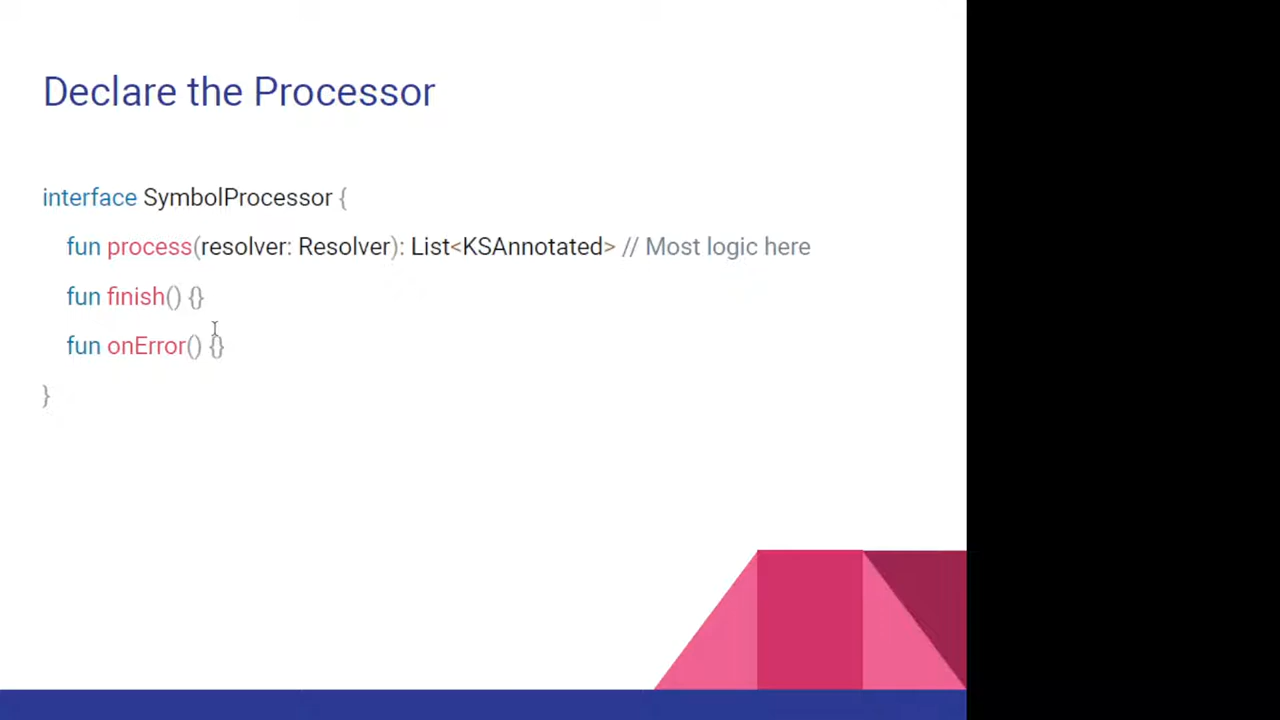 Declare the Processor
interface SymbolProcessor {
fun process(resolver: Resolver): List<KSAnnotated> // Most logic here
fun finish() {}
fun onError() {}
}